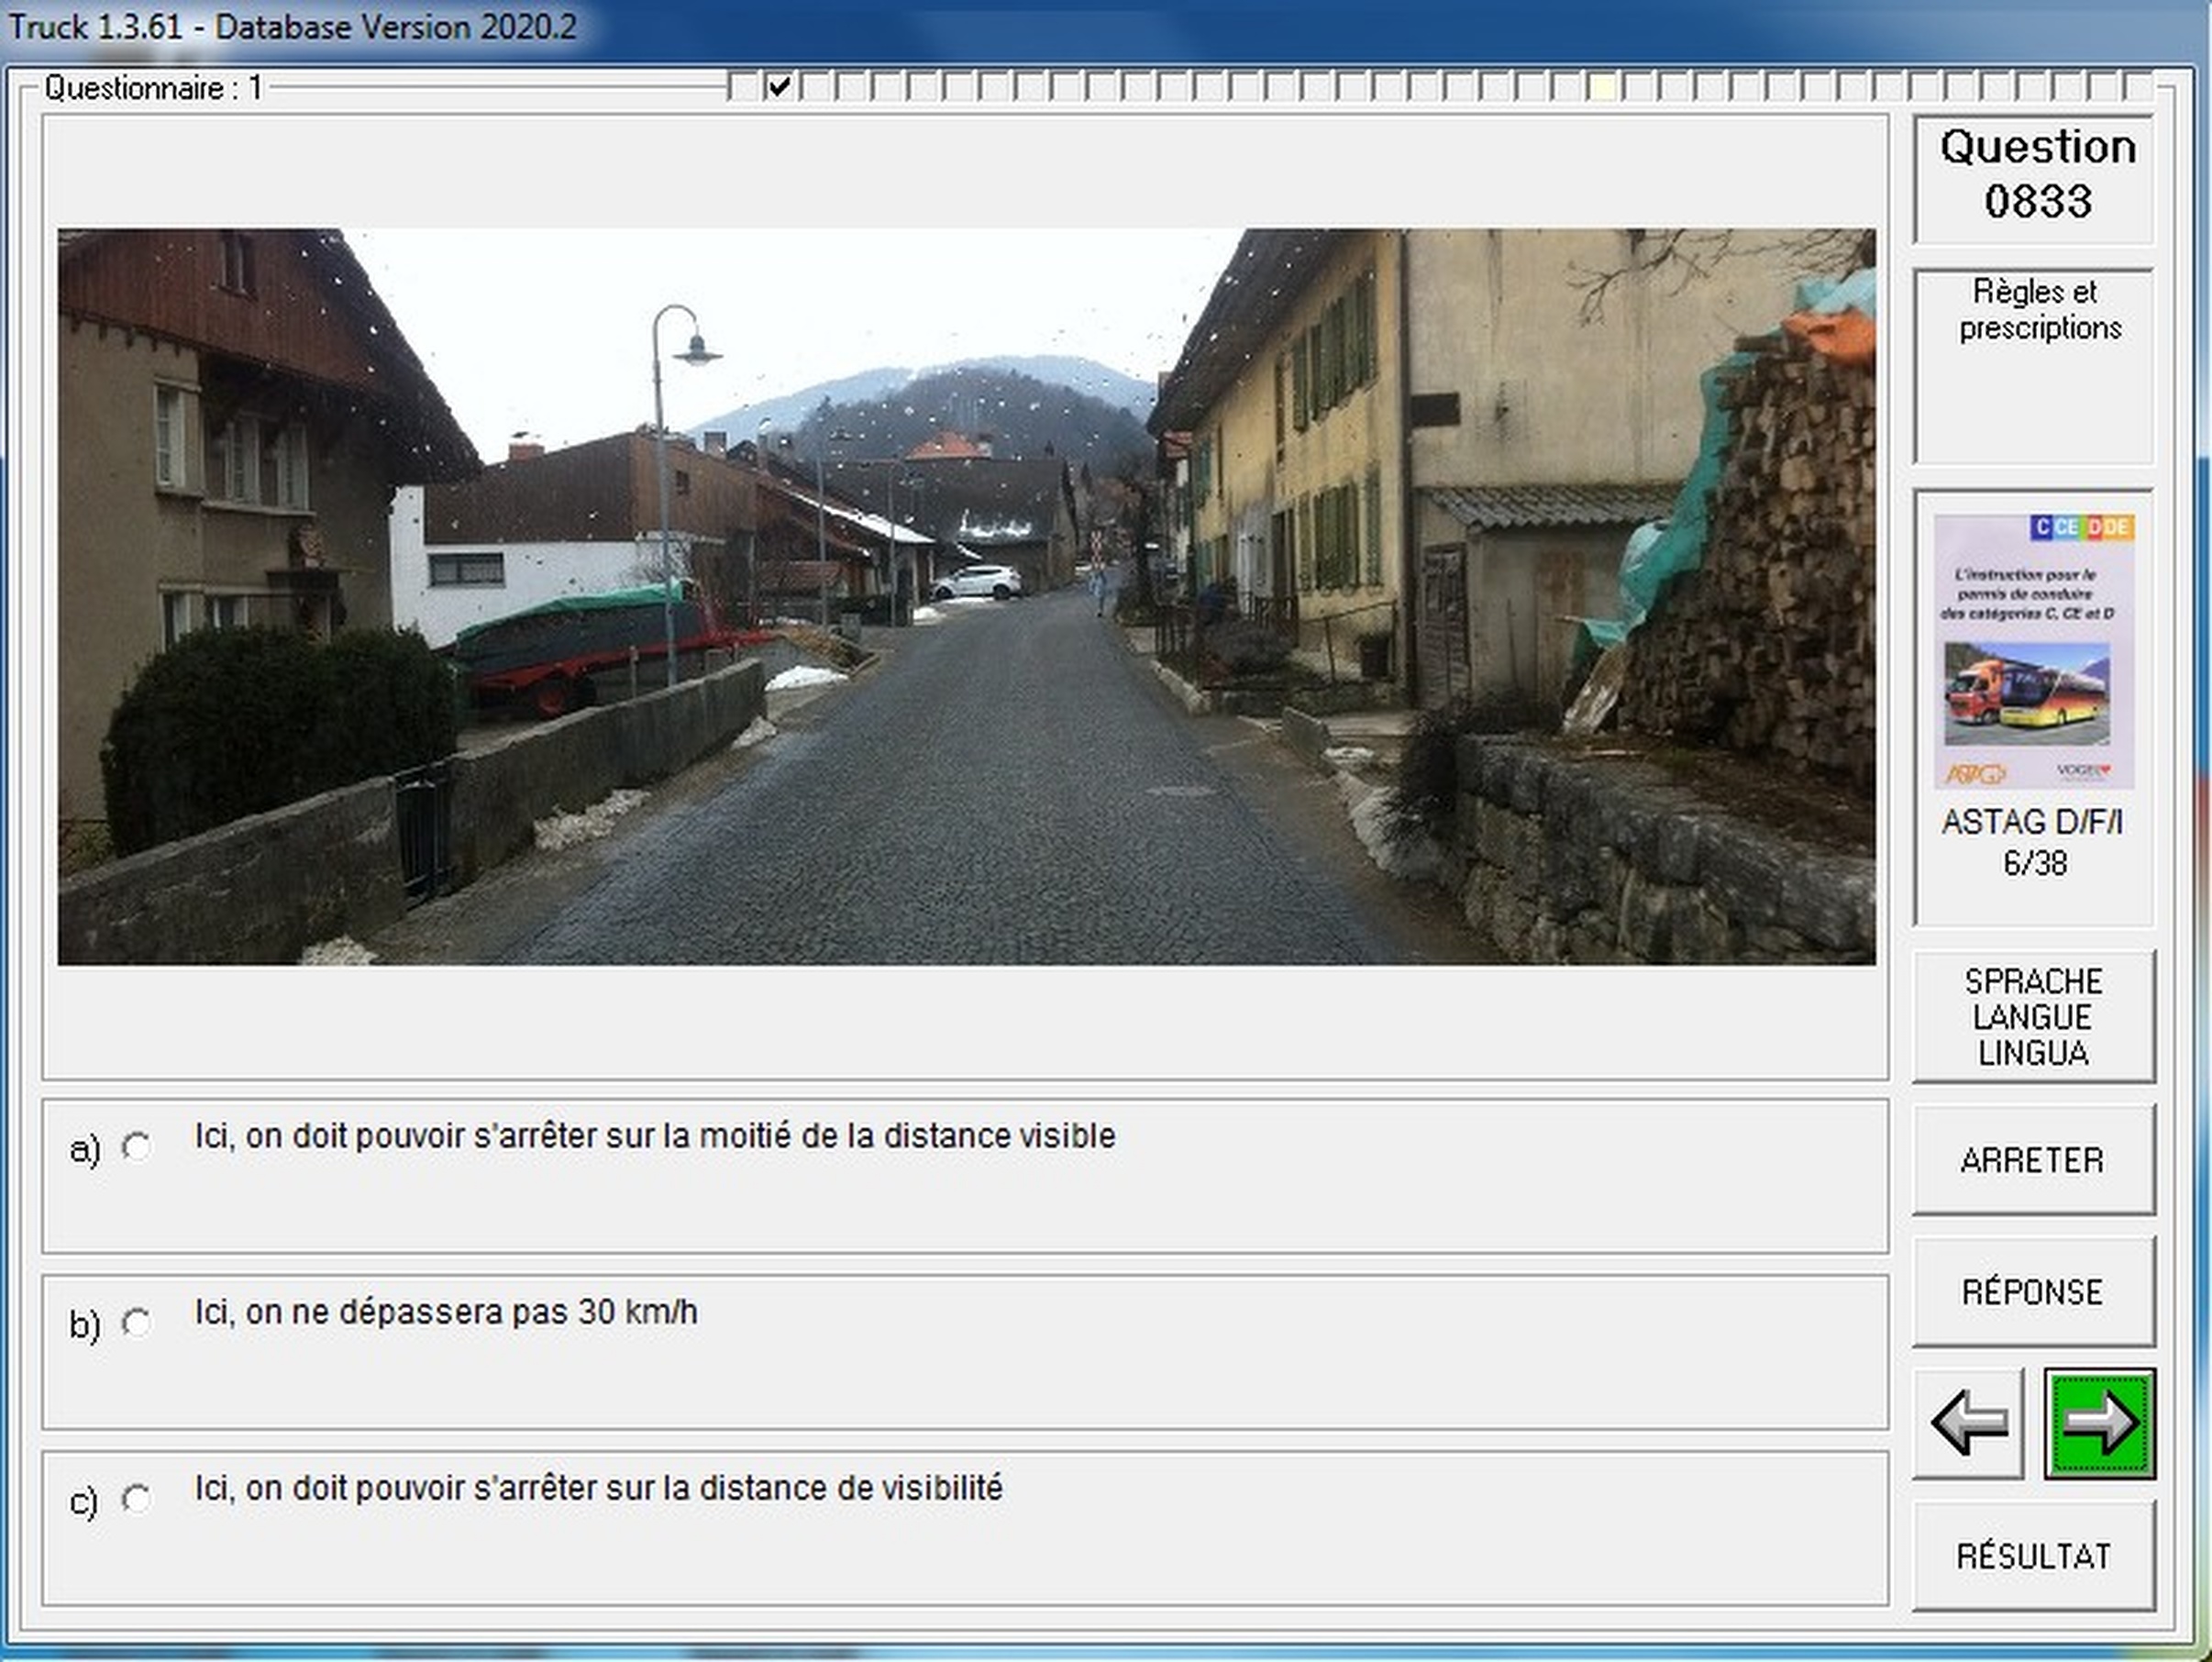 Truck 1.3.61 - Database Version 2020.2
Questionnaire : 1
Question
0833
Règles et
prescriptions
C CE D DE
L'instruction pour le
permis de conduire
des catégories C, CE et D
ASTAG
VOGEL
ASTAG D/F/I
6/38
SPRACHE
LANGUE
LINGUA
ARRETER
RÉPONSE
RÉSULTAT
a) Ici, on doit pouvoir s'arrêter sur la moitié de la distance visible
b) Ici, on ne dépassera pas 30 km/h
c) Ici, on doit pouvoir s'arrêter sur la distance de visibilité